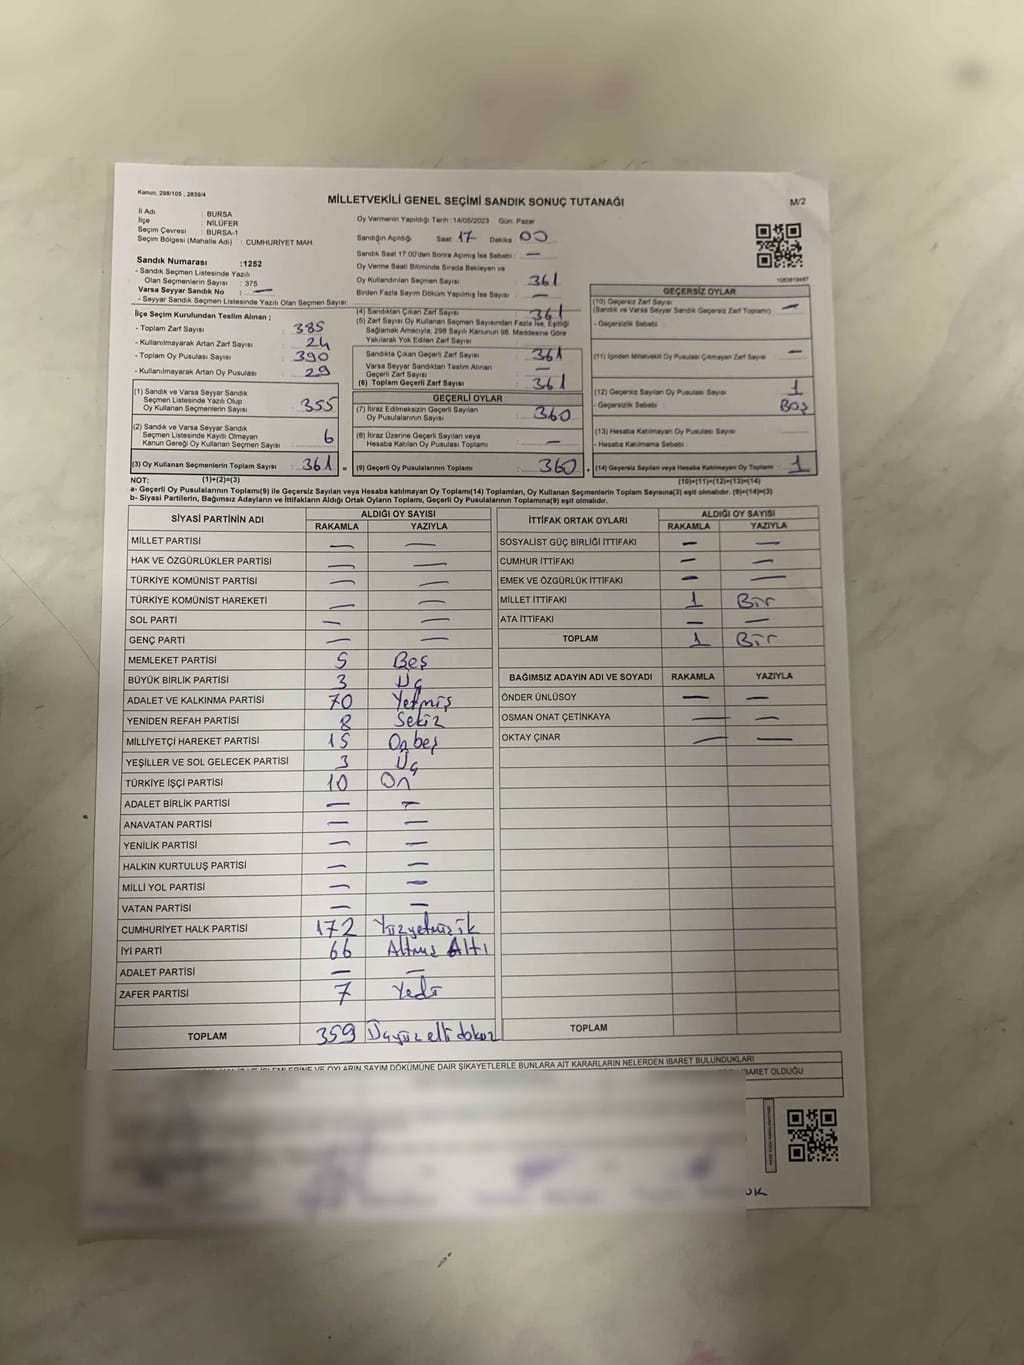 Kanun; 298/105 , 2839/4
MİLLETVEKİLİ GENEL SEÇİMİ SANDIK SONUÇ TUTANAĞI
M/2
İl Adı : BURSA
İlçe : NİLÜFER
Seçim Çevresi : BURSA-1
Seçim Bölgesi (Mahalle Adı) : CUMHURİYET MAH
Sandık Numarası :1252
- Sandık Seçmen Listesinde Yazılı
Olan Seçmenlerin Sayısı : 375
Varsa Seyyar Sandık No : —
- Seyyar Sandık Seçmen Listesinde Yazılı Olan Seçmen Sayısı:
Oy Vermenin Yapıldığı Tarih :14/05/2023 Gün: Pazar
Sandığın Açıldığı Saat 17 Dakika 00
Sandık Saat 17:00'den Sonra Açılmış İse Sebebi : —
Oy Verme Saati Bitiminde Sırada Bekleyen ve
Oy Kullandırılan Seçmen Sayısı : 361
Birden Fazla Sayım Döküm Yapılmış İse Sayısı : —
İlçe Seçim Kurulundan Teslim Alınan ;
- Toplam Zarf Sayısı : 385
- Kullanılmayarak Artan Zarf Sayısı : 24
- Toplam Oy Pusulası Sayısı : 390
- Kullanılmayarak Artan Oy Pusulası : 29
(1) Sandık ve Varsa Seyyar Sandık
Seçmen Listesinde Yazılı Olup
Oy Kullanan Seçmenlerin Sayısı : 355
(2) Sandık ve Varsa Seyyar Sandık
Seçmen Listesinde Kayıtlı Olmayan
Kanun Gereği Oy Kullanan Seçmen Sayısı : 6
(3) Oy Kullanan Seçmenlerin Toplam Sayısı : 361 =
(4) Sandıktan Çıkan Zarf Sayısı : 361
(5) Zarf Sayısı Oy Kullanan Seçmen Sayısından Fazla İse, Eşitliği
Sağlamak Amacıyla; 298 Sayılı Kanunun 98. Maddesine Göre
Yakılarak Yok Edilen Zarf Sayısı :
Sandıkta Çıkan Geçerli Zarf Sayısı : 361
Varsa Seyyar Sandıktan Teslim Alınan
Geçerli Zarf Sayısı : —
(6) Toplam Geçerli Zarf Sayısı : 361
GEÇERLİ OYLAR
(7) İtiraz Edilmeksizin Geçerli Sayılan
Oy Pusulalarının Sayısı : 360
(8) İtiraz Üzerine Geçerli Sayılan veya
Hesaba Katılan Oy Pusulası Toplamı : —
(9) Geçerli Oy Pusulalarının Toplamı : 360
GEÇERSİZ OYLAR
(10) Geçersiz Zarf Sayısı
(Sandık ve Varsa Seyyar Sandık Geçersiz Zarf Toplamı) : —
- Geçersizlik Sebebi :
(11) İçinden Milletvekili Oy Pusulası Çıkmayan Zarf Sayısı : —
(12) Geçersiz Sayılan Oy Pusulası Sayısı : 1
- Geçersizlik Sebebi : BOŞ
(13) Hesaba Katılmayan Oy Pusulası Sayısı
- Hesaba Katılmama Sebebi :
(14) Geçersiz Sayılan veya Hesaba Katılmayan Oy Toplamı : 1
NOT: (1)+(2)=(3) (10)+(11)+(12)+(13)=(14)
a- Geçerli Oy Pusulalarının Toplamı(9) ile Geçersiz Sayılan veya Hesaba katılmayan Oy Toplamı(14) Toplamları, Oy Kullanan Seçmenlerin Toplam Sayısına(3) eşit olmalıdır. (9)+(14)=(3)
b- Siyasi Partilerin, Bağımsız Adayların ve İttifakların Aldığı Ortak Oyların Toplamı, Geçerli Oy Pusulalarının Toplamına(9) eşit olmalıdır.
SİYASİ PARTİNİN ADI ALDIĞI OY SAYISI
RAKAMLA YAZIYLA
MİLLET PARTİSİ — —
HAK VE ÖZGÜRLÜKLER PARTİSİ — —
TÜRKİYE KOMÜNİST PARTİSİ — —
TÜRKİYE KOMÜNİST HAREKETİ — —
SOL PARTİ — —
GENÇ PARTİ — —
MEMLEKET PARTİSİ 5 Beş
BÜYÜK BİRLİK PARTİSİ 3 Üç
ADALET VE KALKINMA PARTİSİ 70 Yetmiş
YENİDEN REFAH PARTİSİ 8 Sekiz
MİLLİYETÇİ HAREKET PARTİSİ 15 Onbeş
YEŞİLLER VE SOL GELECEK PARTİSİ 3 Üç
TÜRKİYE İŞÇİ PARTİSİ 10 On
ADALET BİRLİK PARTİSİ — —
ANAVATAN PARTİSİ — —
YENİLİK PARTİSİ — —
HALKIN KURTULUŞ PARTİSİ — —
MİLLİ YOL PARTİSİ — —
VATAN PARTİSİ — —
CUMHURİYET HALK PARTİSİ 172 Yüzyetmişik
İYİ PARTİ 66 Altmış Altı
ADALET PARTİSİ — —
ZAFER PARTİSİ 7 Yedi
TOPLAM 359 Üçyüz elli dokuz
İTTİFAK ORTAK OYLARI ALDIĞI OY SAYISI
RAKAMLA YAZIYLA
SOSYALİST GÜÇ BİRLİĞİ İTTİFAKI — —
CUMHUR İTTİFAKI — —
EMEK VE ÖZGÜRLÜK İTTİFAKI — —
MİLLET İTTİFAKI 1 Bir
ATA İTTİFAKI — —
TOPLAM 1 Bir
BAĞIMSIZ ADAYIN ADI VE SOYADI RAKAMLA YAZIYLA
ÖNDER ÜNLÜSOY — —
OSMAN ONAT ÇETİNKAYA — —
OKTAY ÇINAR — —
TOPLAM
OYLARIN SAYIM DÖKÜMÜNE DAİR ŞİKAYETLERLE BUNLARA AİT KARARLARIN NELERDEN İBARET BULUNDUKLARI
İBARET OLDUĞU